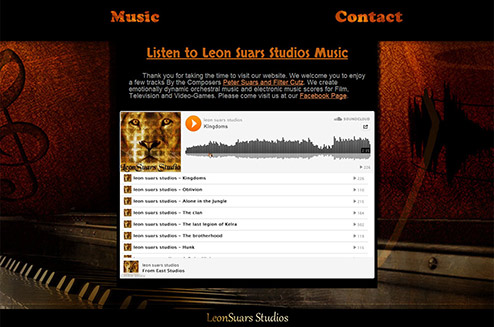 Music
Contact
Listen to Leon Suars Studios Music
Thank you for taking the time to visit our website. We welcome you to enjoy
a few tracks By the Composers Peter Suars and Filter Cutz. We create
emotionally dynamic orchestral music and electronic music scores for Film,
Television and Video-Games. Please come visit us at our Facebook Page.
leon suars studios
SOUNDCLOUD
Kingdoms
LeonSuars Studio
leon suars studios - Kingdoms
leon suars studios - Oblivion
leon suars studios - Alone in the Jungle
leon suars studios - The clan
leon suars studios - The last legion of Kelra
leon suars studios - The brotherhood
leon suars studios - Hunk
leon suars studios
From East Studios
LeonSuars Studios